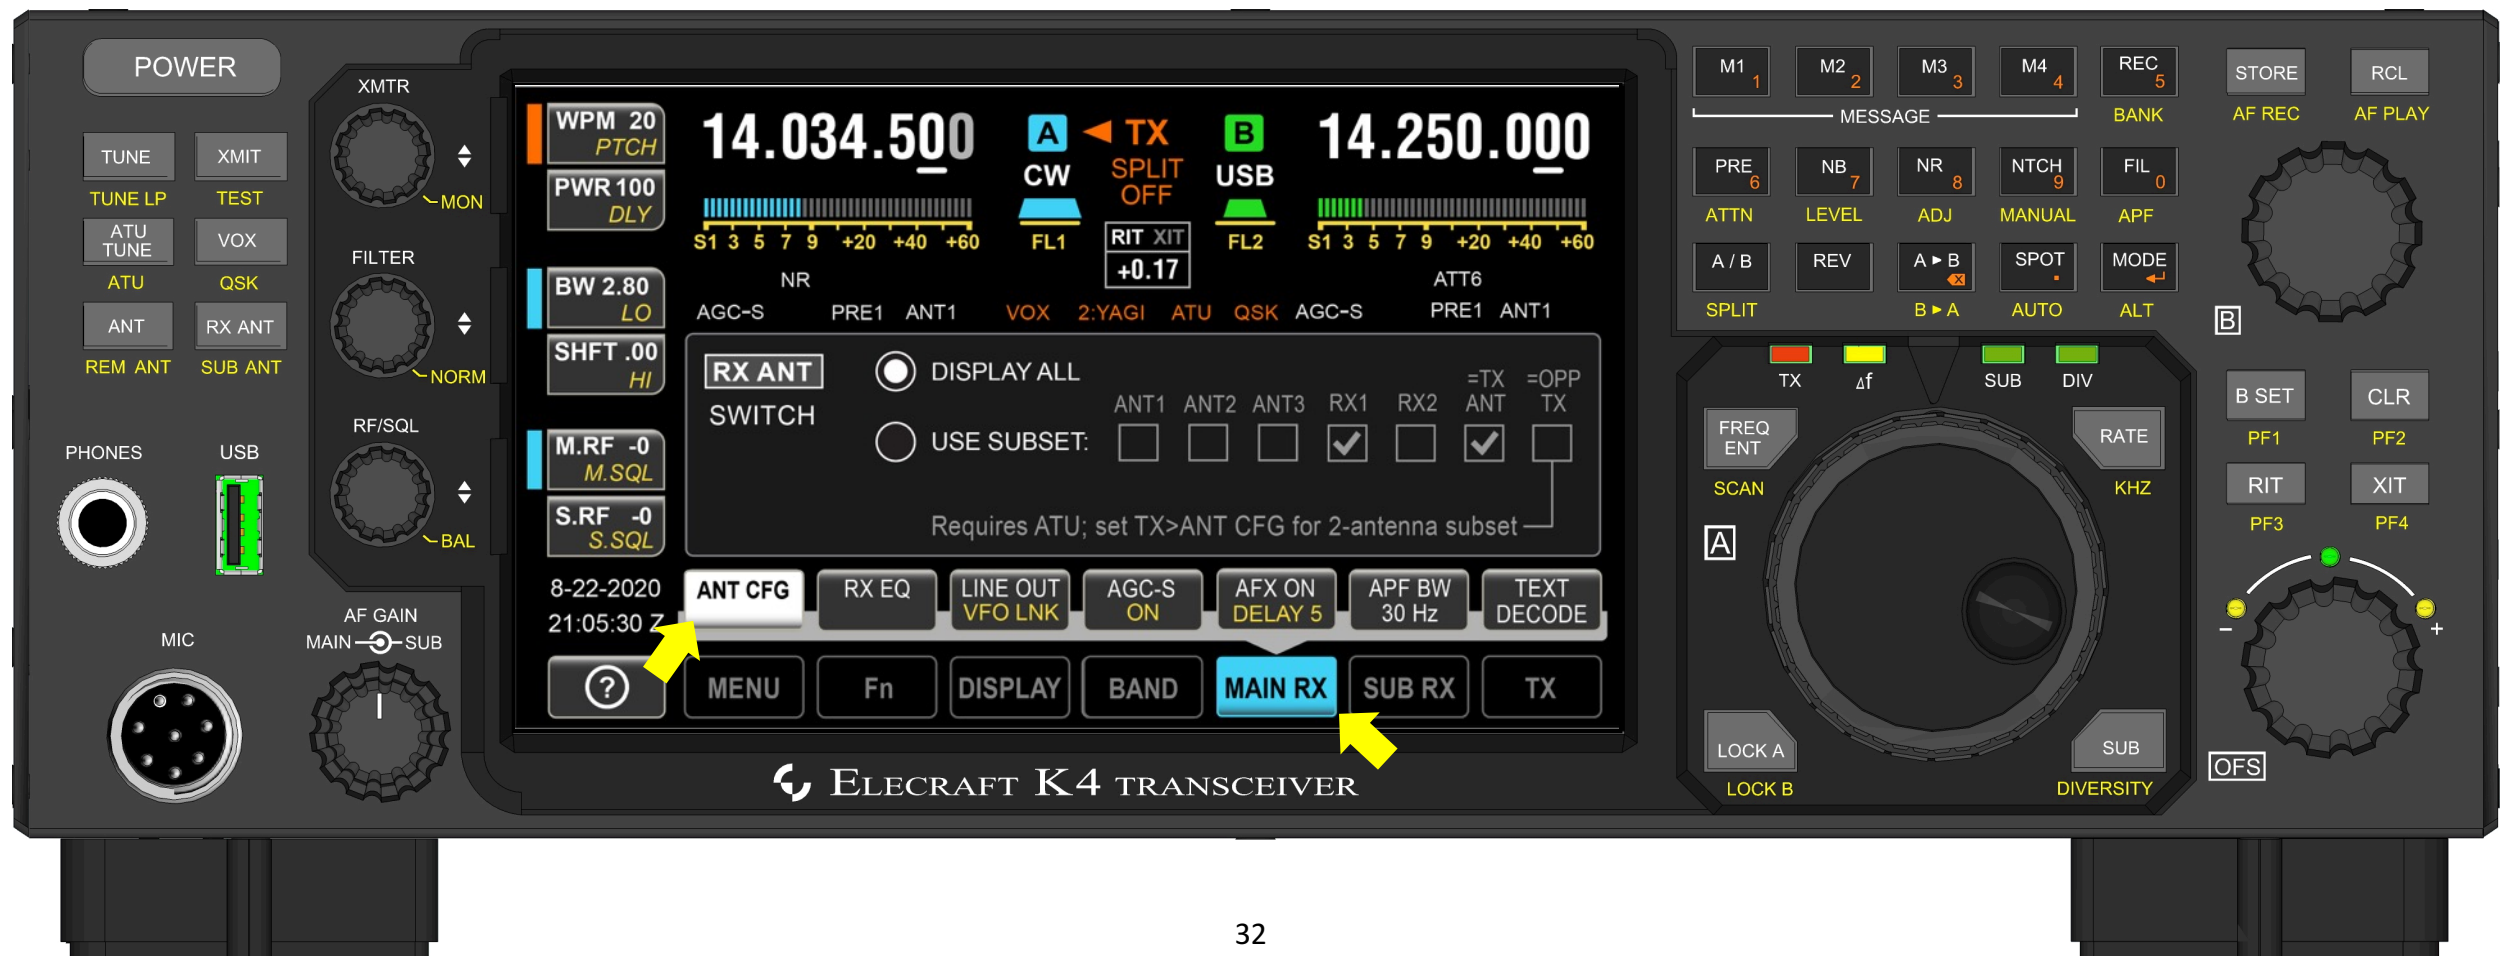 POWER
XMTR
MON
TUNE XMIT
TUNE LP TEST
ATU TUNE VOX
ATU QSK
ANT RX ANT
REM ANT SUB ANT
FILTER
NORM
RF/SQL
BAL
PHONES USB
MIC
AF GAIN
MAIN SUB
WPM 20
PTCH
PWR 100
DLY
BW 2.80
LO
SHFT .00
HI
M.RF -0
M.SQL
S.RF -0
S.SQL
8-22-2020
21:05:30 Z
14.034.500 A TX B 14.250.000
CW SPLIT OFF USB
S1 3 5 7 9 +20 +40 +60 FL1 RIT XIT FL2 S1 3 5 7 9 +20 +40 +60
+0.17
NR ATT6
AGC-S PRE1 ANT1 VOX 2:YAGI ATU QSK AGC-S PRE1 ANT1
RX ANT DISPLAY ALL
SWITCH
=TX =OPP
ANT1 ANT2 ANT3 RX1 RX2 ANT TX
USE SUBSET:
Requires ATU; set TX>ANT CFG for 2-antenna subset
ANT CFG RX EQ LINE OUT AGC-S AFX ON APF BW TEXT
VFO LNK ON DELAY 5 30 Hz DECODE
? MENU Fn DISPLAY BAND MAIN RX SUB RX TX
ELECRAFT K4 TRANSCEIVER
M1 1 M2 2 M3 3 M4 4 REC 5
MESSAGE BANK
PRE 6 NB 7 NR 8 NTCH 9 FIL 0
ATTN LEVEL ADJ MANUAL APF
A / B REV A ► B SPOT . MODE
SPLIT B ► A AUTO ALT
STORE RCL
AF REC AF PLAY
B
TX Δf SUB DIV
FREQ ENT RATE
SCAN KHZ
A
LOCK A SUB
LOCK B DIVERSITY
B SET CLR
PF1 PF2
RIT XIT
PF3 PF4
− +
OFS
32